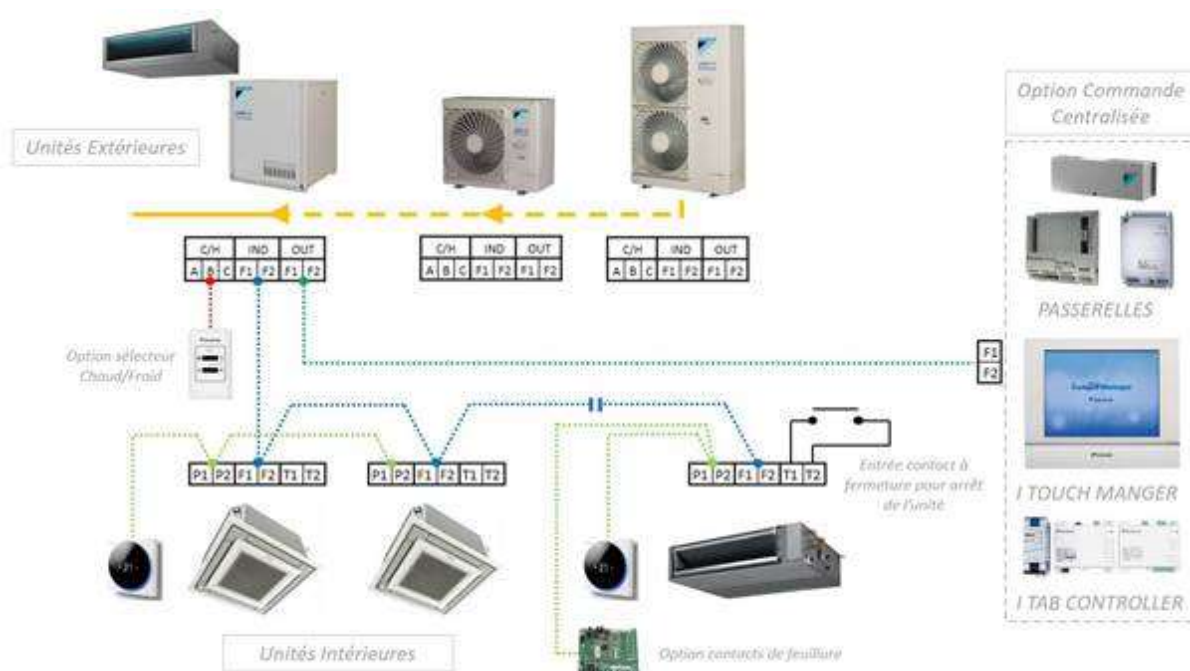 Option Commande
Centralisée
Unités Extérieures
C/H IND OUT
A B C F1 F2 F1 F2
C/H IND OUT
A B C F1 F2 F1 F2
C/H IND OUT
A B C F1 F2 F1 F2
PASSERELLES
Option sélecteur
Chaud/Froid
F1
F2
P1 P2 F1 F2 T1 T2
P1 P2 F1 F2 T1 T2
P1 P2 F1 F2 T1 T2
Entrée contact à
fermeture pour arrêt
de l'unité
I TOUCH MANGER
I TAB CONTROLLER
Unités Intérieures
Option contacts de feuillure